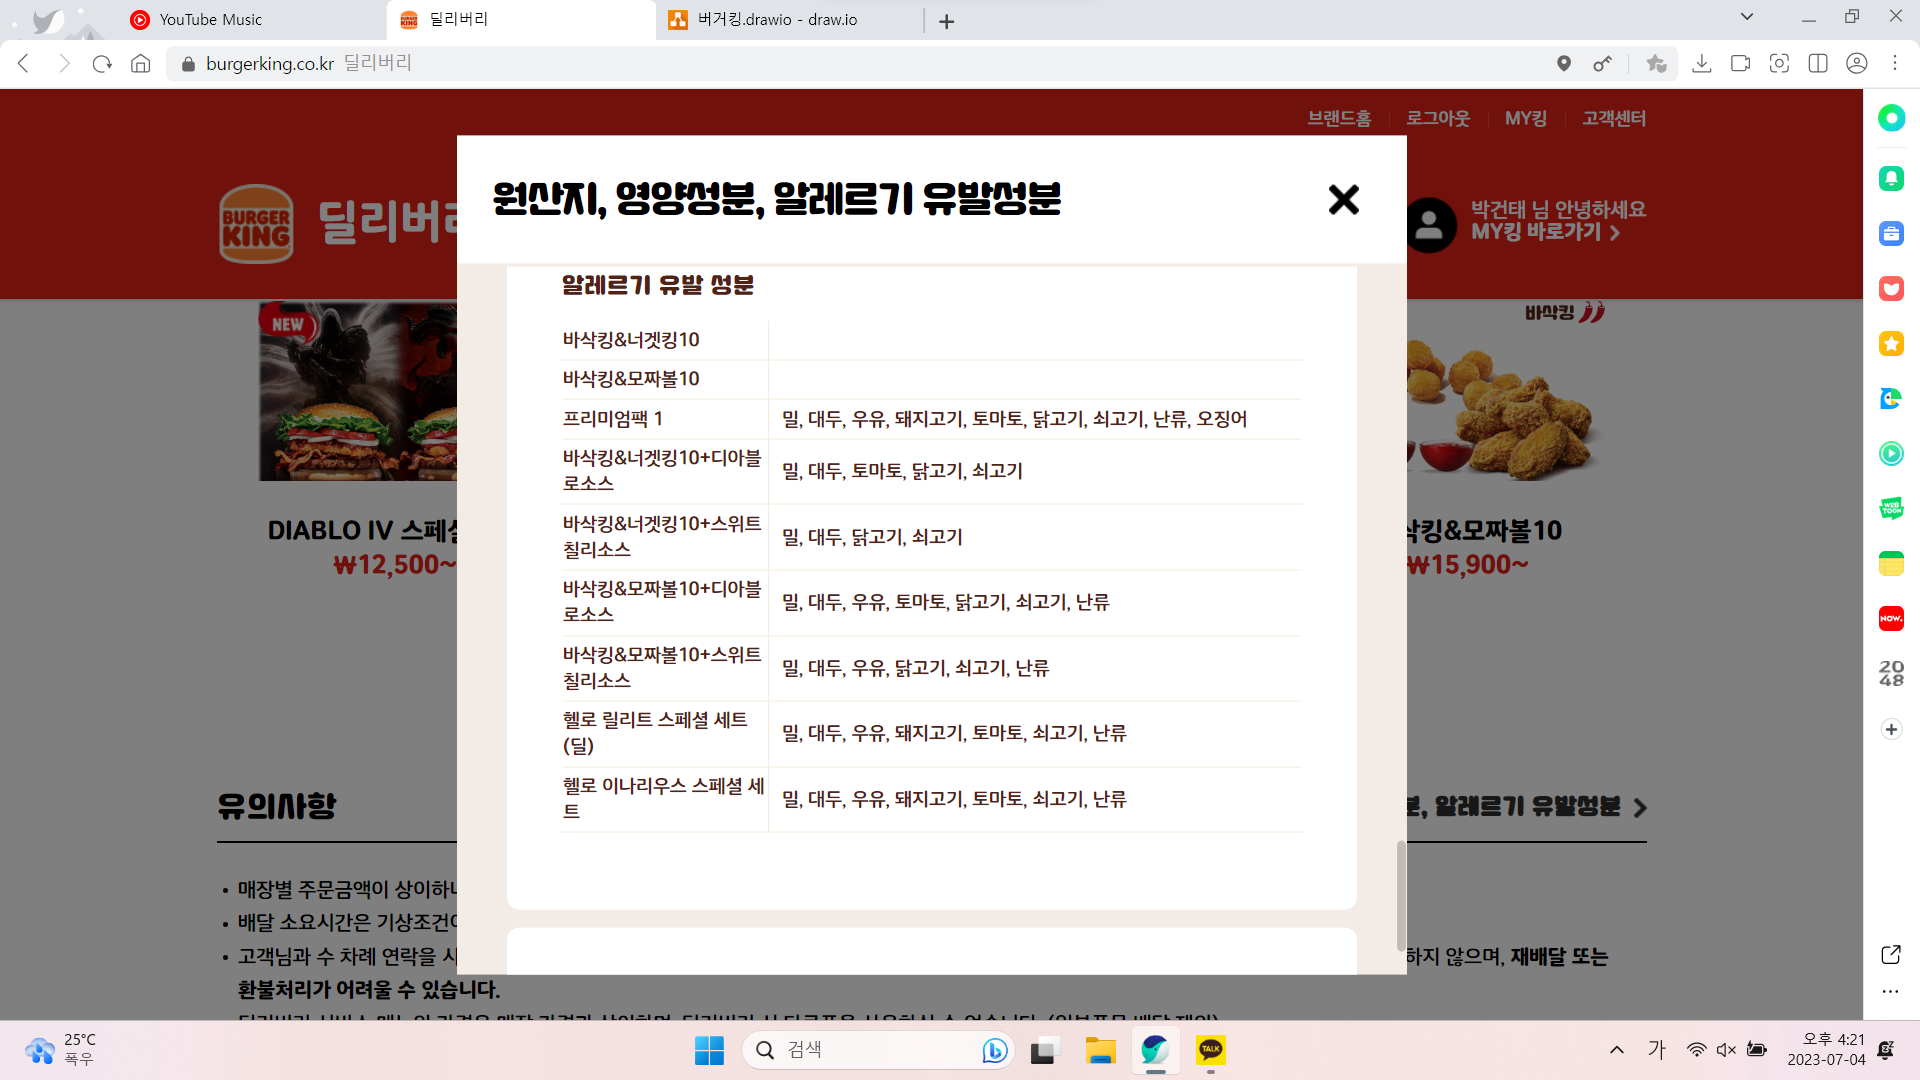 YouTube Music
딜리버리
버거킹.drawio - draw.io
burgerking.co.kr 딜리버리
브랜드홈
로그아웃
MY킹
고객센터
BURGER
KING
딜리버
박건태 님 안녕하세요
MY킹 바로가기
원산지, 영양성분, 알레르기 유발성분
알레르기 유발 성분
바삭킹&너겟킹10
바삭킹&모짜볼10
프리미엄팩 1
밀, 대두, 우유, 돼지고기, 토마토, 닭고기, 쇠고기, 난류, 오징어
바삭킹&너겟킹10+디아블
로소스
밀, 대두, 토마토, 닭고기, 쇠고기
바삭킹&너겟킹10+스위트
칠리소스
밀, 대두, 닭고기, 쇠고기
바삭킹&모짜볼10+디아블
로소스
밀, 대두, 우유, 토마토, 닭고기, 쇠고기, 난류
바삭킹&모짜볼10+스위트
칠리소스
밀, 대두, 우유, 닭고기, 쇠고기, 난류
헬로 릴리트 스페셜 세트
(딜)
밀, 대두, 우유, 돼지고기, 토마토, 쇠고기, 난류
헬로 이나리우스 스페셜 세
트
밀, 대두, 우유, 돼지고기, 토마토, 쇠고기, 난류
NEW
바삭킹
DIABLO IV 스페셜
₩12,500~
삭킹&모짜볼10
₩15,900~
유의사항
분, 알레르기 유발성분
매장별 주문금액이 상이하니
배달 소요시간은 기상조건이
고객님과 수 차례 연락을 시
하지 않으며, 재배달 또는
환불처리가 어려울 수 있습니다.
WEB
TOON
NOW.
20
48
25°C
폭우
검색
TALK
가
오후 4:21
2023-07-04